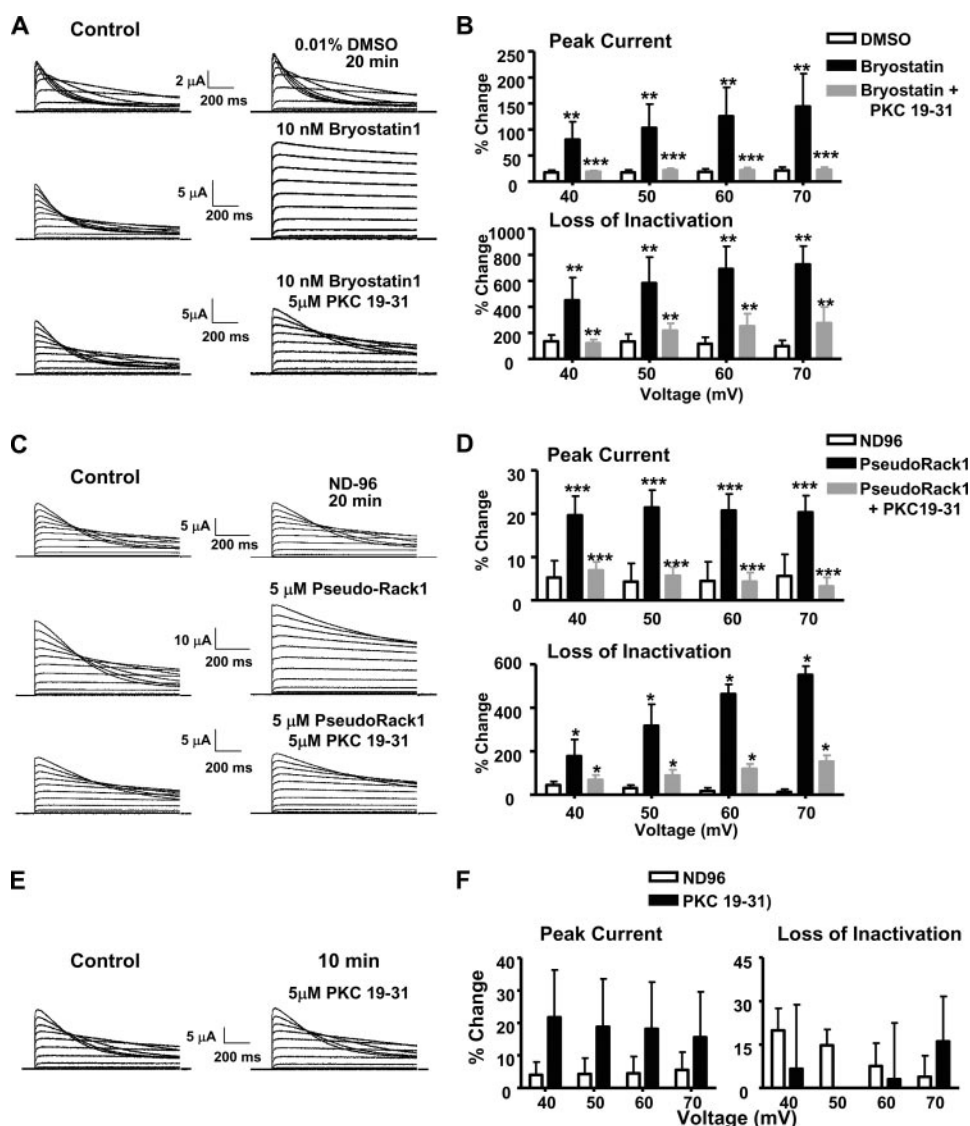 A
Control
0.01% DMSO
20 min
2 µA
200 ms
10 nM Bryostatin1
5 µA
200 ms
10 nM Bryostatin1
5µM PKC 19-31
5µA
200 ms
B
Peak Current
DMSO
Bryostatin
Bryostatin +
PKC 19-31
% Change
250
200
150
100
50
0
** ** ** **
*** *** *** ***
40 50 60 70
Loss of Inactivation
% Change
800
600
400
200
0
** ** ** **
** ** ** **
40 50 60 70
Voltage (mV)
C
Control
ND-96
20 min
5 µA
200 ms
5 µM Pseudo-Rack1
10 µA
200 ms
5 µM PseudoRack1
5µM PKC 19-31
5 µA
200 ms
D
ND96
PseudoRack1
PseudoRack1
+ PKC19-31
Peak Current
% Change
30
20
10
0
*** *** *** ***
*** *** *** ***
40 50 60 70
Loss of Inactivation
% Change
600
400
200
0
* * * *
* * * *
40 50 60 70
Voltage (mV)
E
Control
10 min
5µM PKC 19-31
5 µA
200 ms
F
ND96
PKC 19-31)
Peak Current
Loss of Inactivation
% Change
40
30
20
10
0
40 50 60 70
45
30
15
0
40 50 60 70
Voltage (mV)